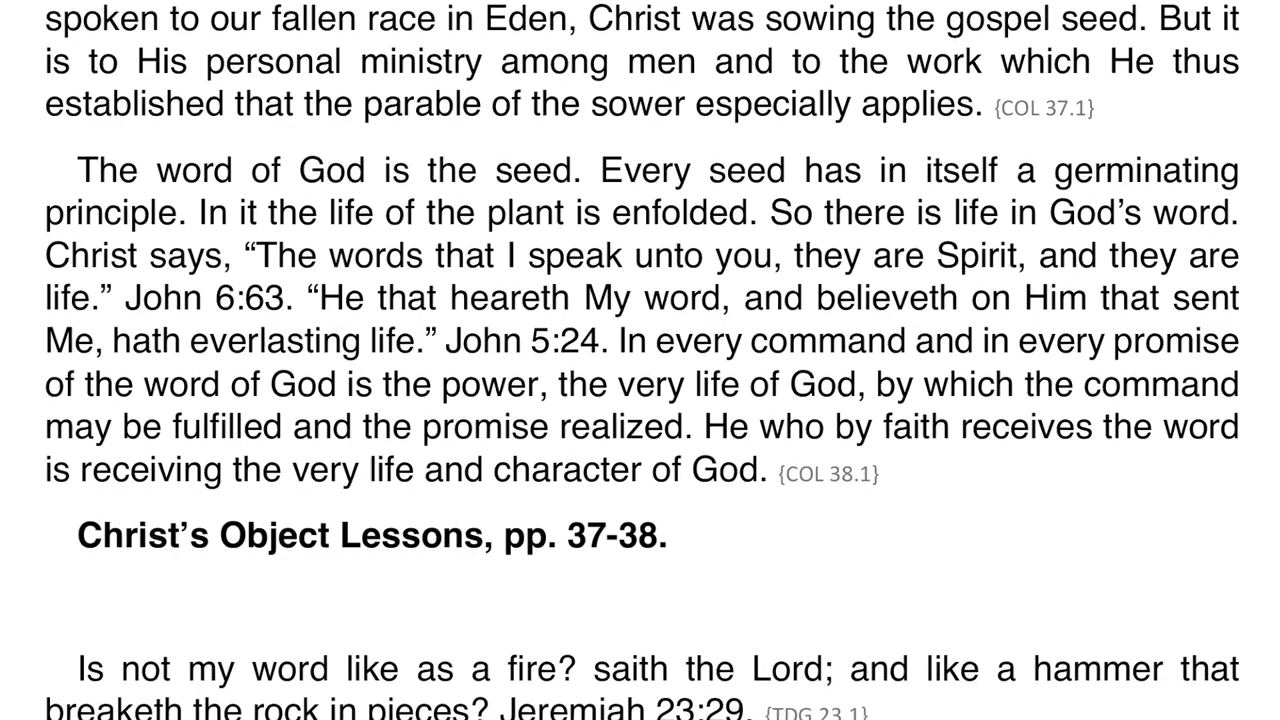 spoken to our fallen race in Eden, Christ was sowing the gospel seed. But it
is to His personal ministry among men and to the work which He thus
established that the parable of the sower especially applies. {COL 37.1}
The word of God is the seed. Every seed has in itself a germinating
principle. In it the life of the plant is enfolded. So there is life in God’s word.
Christ says, “The words that I speak unto you, they are Spirit, and they are
life.” John 6:63. “He that heareth My word, and believeth on Him that sent
Me, hath everlasting life.” John 5:24. In every command and in every promise
of the word of God is the power, the very life of God, by which the command
may be fulfilled and the promise realized. He who by faith receives the word
is receiving the very life and character of God. {COL 38.1}
Christ’s Object Lessons, pp. 37-38.
Is not my word like as a fire? saith the Lord; and like a hammer that
breaketh the rock in pieces? Jeremiah 23:29. {TDG 23.1}